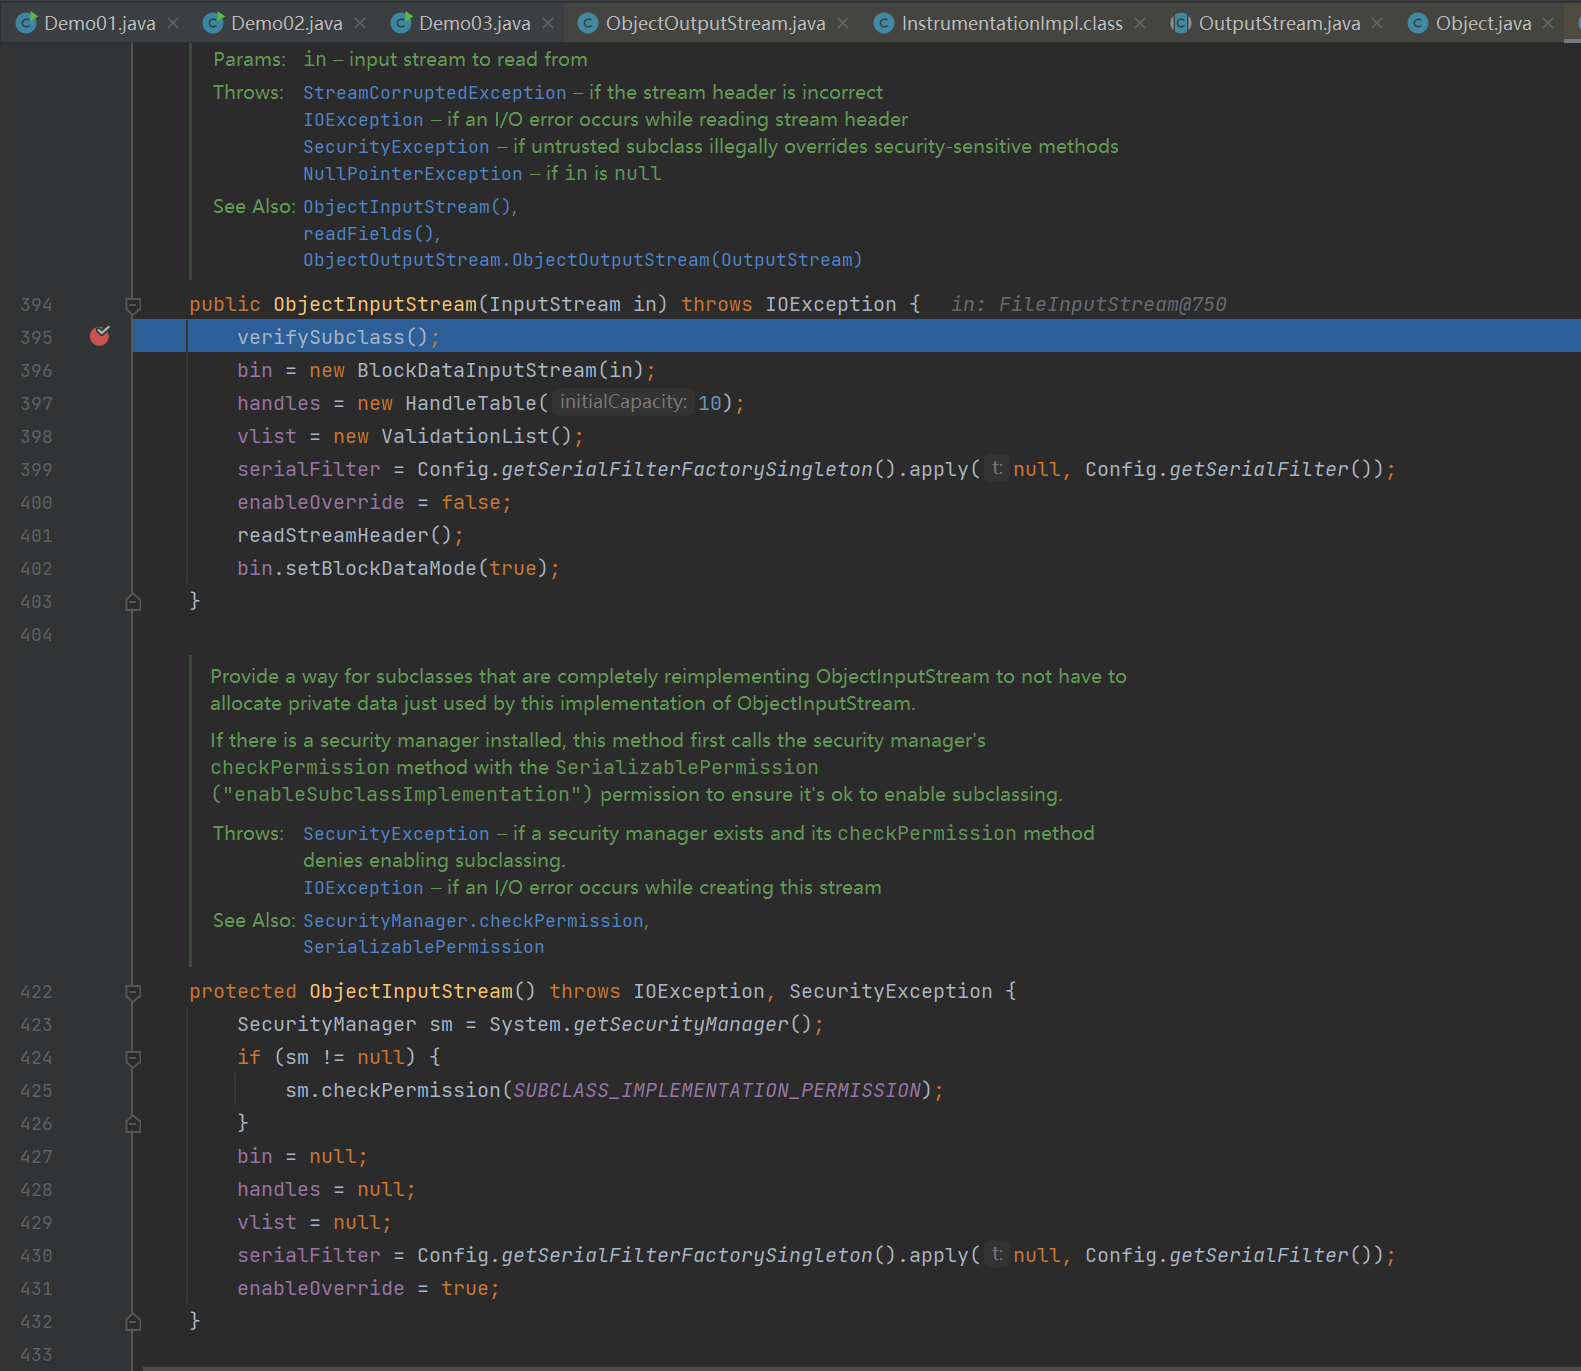 Demo01.java × Demo02.java × Demo03.java × ObjectOutputStream.java × InstrumentationImpl.class × OutputStream.java × Object.java ×
Params: in – input stream to read from
Throws: StreamCorruptedException – if the stream header is incorrect
IOException – if an I/O error occurs while reading stream header
SecurityException – if untrusted subclass illegally overrides security-sensitive methods
NullPointerException – if in is null
See Also: ObjectInputStream(),
readFields(),
ObjectOutputStream.ObjectOutputStream(OutputStream)
394 public ObjectInputStream(InputStream in) throws IOException { in: FileInputStream@750
395 verifySubclass();
396 bin = new BlockDataInputStream(in);
397 handles = new HandleTable( initialCapacity: 10);
398 vlist = new ValidationList();
399 serialFilter = Config.getSerialFilterFactorySingleton().apply( t: null, Config.getSerialFilter());
400 enableOverride = false;
401 readStreamHeader();
402 bin.setBlockDataMode(true);
403 }
404
Provide a way for subclasses that are completely reimplementing ObjectInputStream to not have to
allocate private data just used by this implementation of ObjectInputStream.
If there is a security manager installed, this method first calls the security manager's
checkPermission method with the SerializablePermission
("enableSubclassImplementation") permission to ensure it's ok to enable subclassing.
Throws: SecurityException – if a security manager exists and its checkPermission method
denies enabling subclassing.
IOException – if an I/O error occurs while creating this stream
See Also: SecurityManager.checkPermission,
SerializablePermission
422 protected ObjectInputStream() throws IOException, SecurityException {
423 SecurityManager sm = System.getSecurityManager();
424 if (sm != null) {
425 sm.checkPermission(SUBCLASS_IMPLEMENTATION_PERMISSION);
426 }
427 bin = null;
428 handles = null;
429 vlist = null;
430 serialFilter = Config.getSerialFilterFactorySingleton().apply( t: null, Config.getSerialFilter());
431 enableOverride = true;
432 }
433